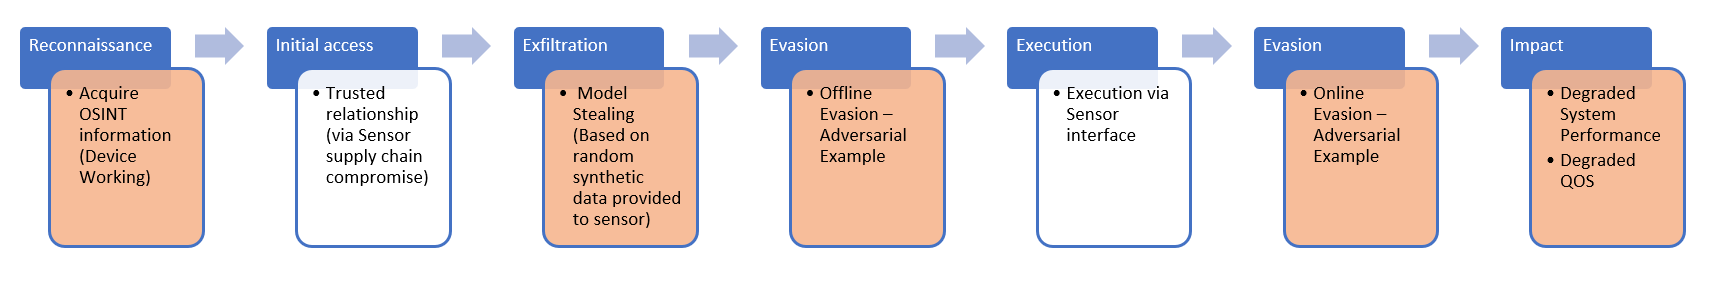 Reconnaissance
• Acquire
OSINT
information
(Device
Working)
Initial access
• Trusted
relationship
(via Sensor
supply chain
compromise)
Exfiltration
• Model
Stealing
(Based on
random
synthetic
data provided
to sensor)
Evasion
• Offline
Evasion –
Adversarial
Example
Execution
• Execution via
Sensor
interface
Evasion
• Online
Evasion –
Adversarial
Example
Impact
• Degraded
System
Performance
• Degraded
QOS